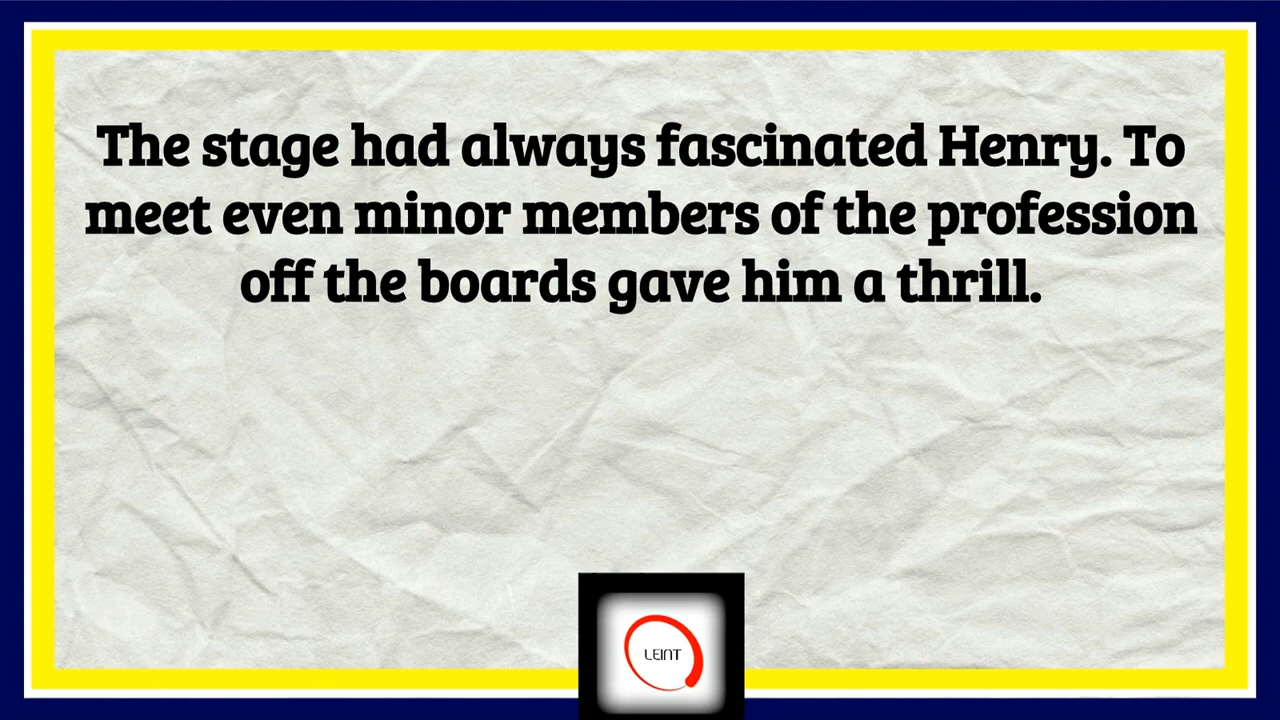 The stage had always fascinated Henry. To
meet even minor members of the profession
off the boards gave him a thrill.
LEINT